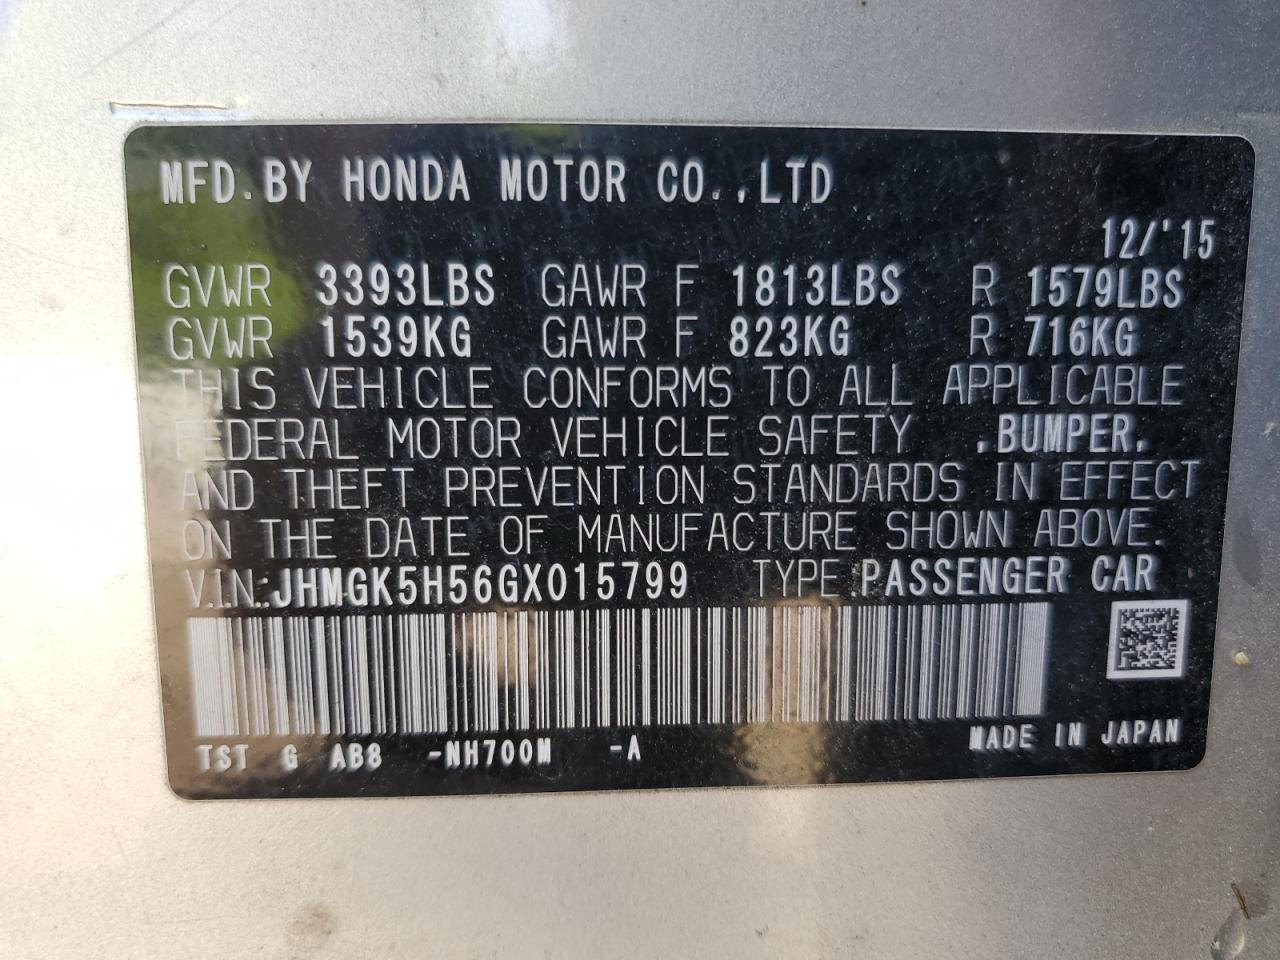 MFD.BY HONDA MOTOR CO.,LTD
12/'15
GVWR 3393LBS GAWR F 1813LBS R 1579LBS
GVWR 1539KG GAWR F 823KG R 716KG
THIS VEHICLE CONFORMS TO ALL APPLICABLE
FEDERAL MOTOR VEHICLE SAFETY ,BUMPER,
AND THEFT PREVENTION STANDARDS IN EFFECT
ON THE DATE OF MANUFACTURE SHOWN ABOVE.
V.I.N.:JHMGK5H56GX015799 TYPE:PASSENGER CAR
TST G AB8 -NH700M -A MADE IN JAPAN